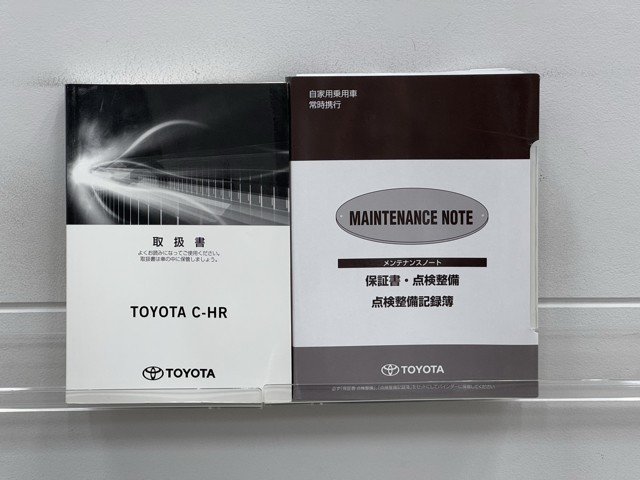 取扱書
よくお読みになってご使用ください。
取扱書は車の中に保管しましょう。
TOYOTA C-HR
TOYOTA
自家用乗用車
常時携行
MAINTENANCE NOTE
メンテナンスノート
保証書・点検整備
点検整備記録簿
TOYOTA